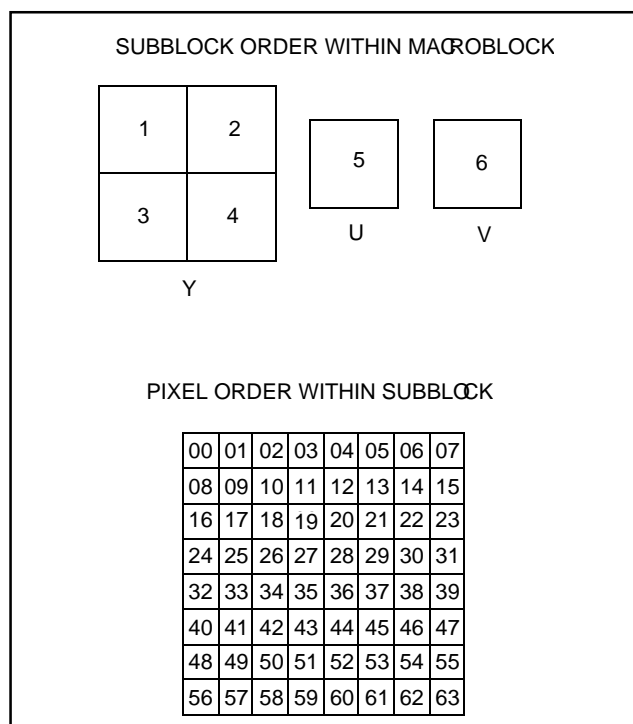 SUBBLOCK ORDER WITHIN MACROBLOCK
1 2
3 4
5
6
U V
Y
PIXEL ORDER WITHIN SUBBLOCK
00 01 02 03 04 05 06 07
08 09 10 11 12 13 14 15
16 17 18 19 20 21 22 23
24 25 26 27 28 29 30 31
32 33 34 35 36 37 38 39
40 41 42 43 44 45 46 47
48 49 50 51 52 53 54 55
56 57 58 59 60 61 62 63